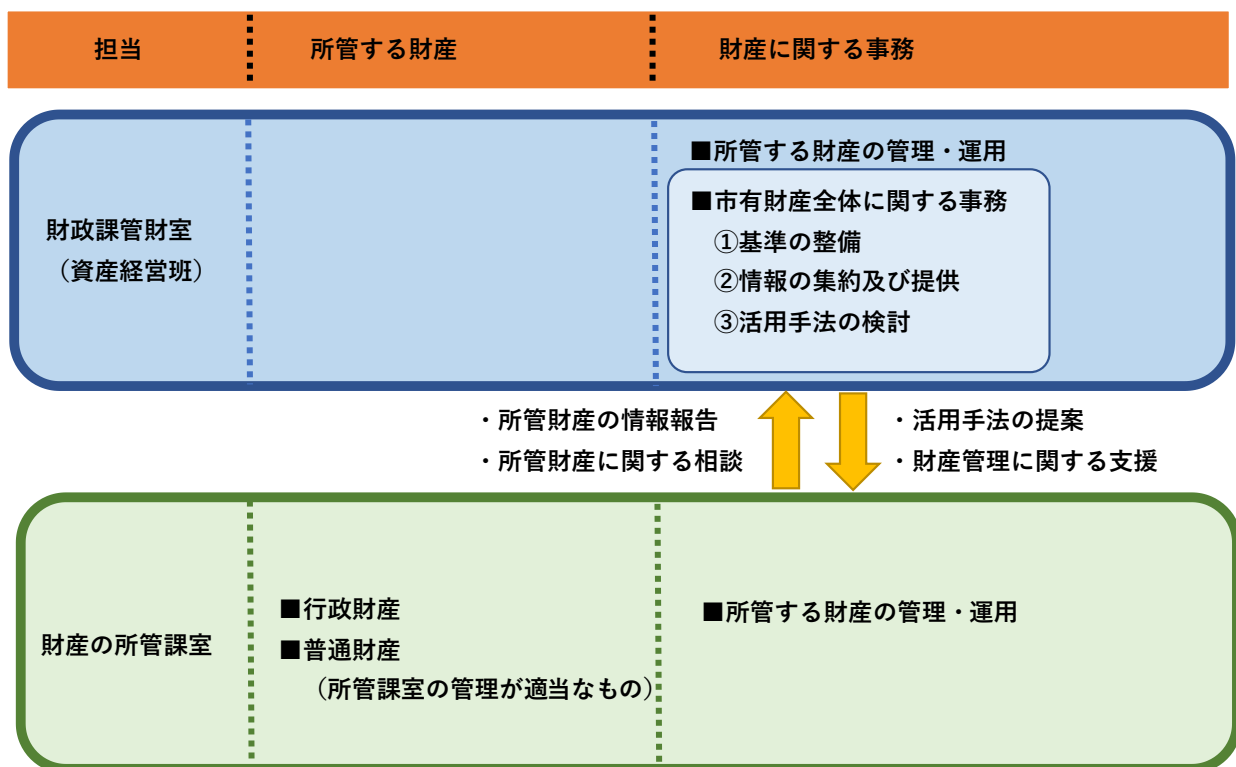 担当
所管する財産
財産に関する事務
財政課管財室
（資産経営班）
■所管する財産の管理・運用
■市有財産全体に関する事務
①基準の整備
②情報の集約及び提供
③活用手法の検討
・所管財産の情報報告
・所管財産に関する相談
・活用手法の提案
・財産管理に関する支援
財産の所管課室
■行政財産
■普通財産
（所管課室の管理が適当なもの）
■所管する財産の管理・運用